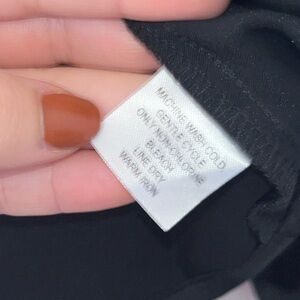 MACHINE WASH COLD
GENTLE CYCLE
ONLY NON-CHLORINE
BLEACH
LINE DRY
WARM IRON